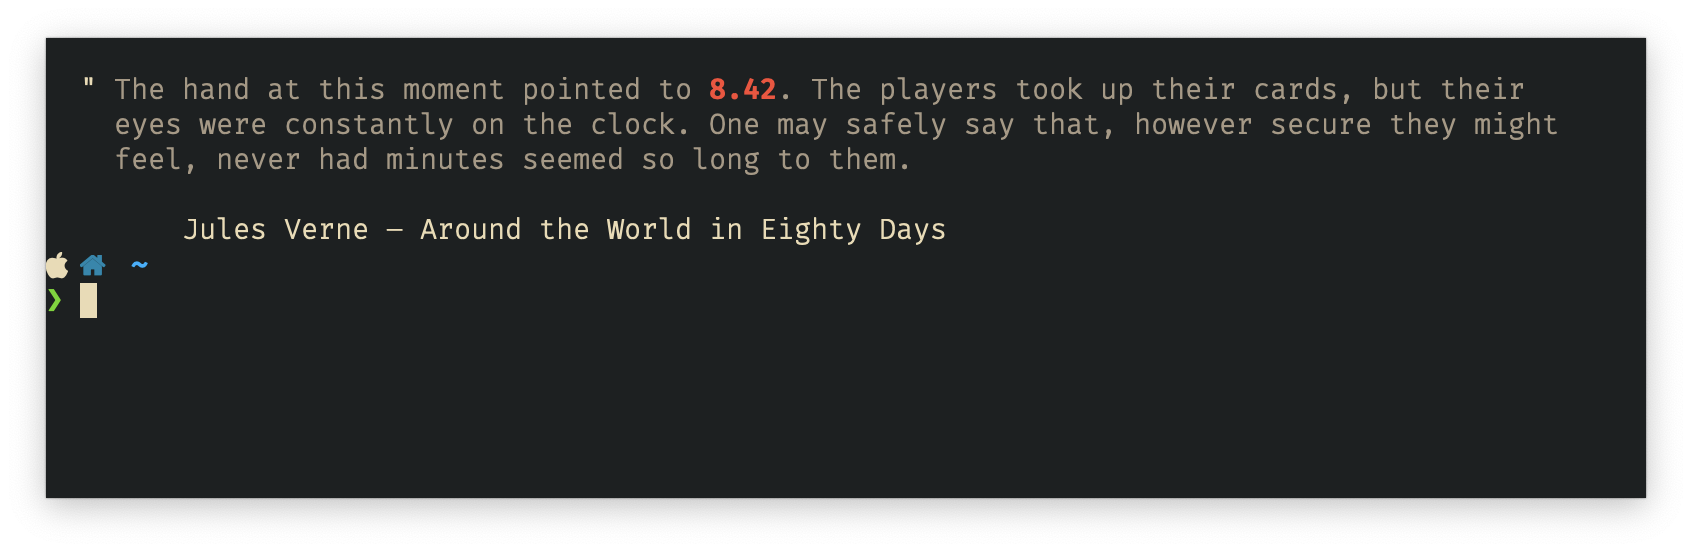 " The hand at this moment pointed to 8.42. The players took up their cards, but their
eyes were constantly on the clock. One may safely say that, however secure they might
feel, never had minutes seemed so long to them.
Jules Verne – Around the World in Eighty Days
~
❯